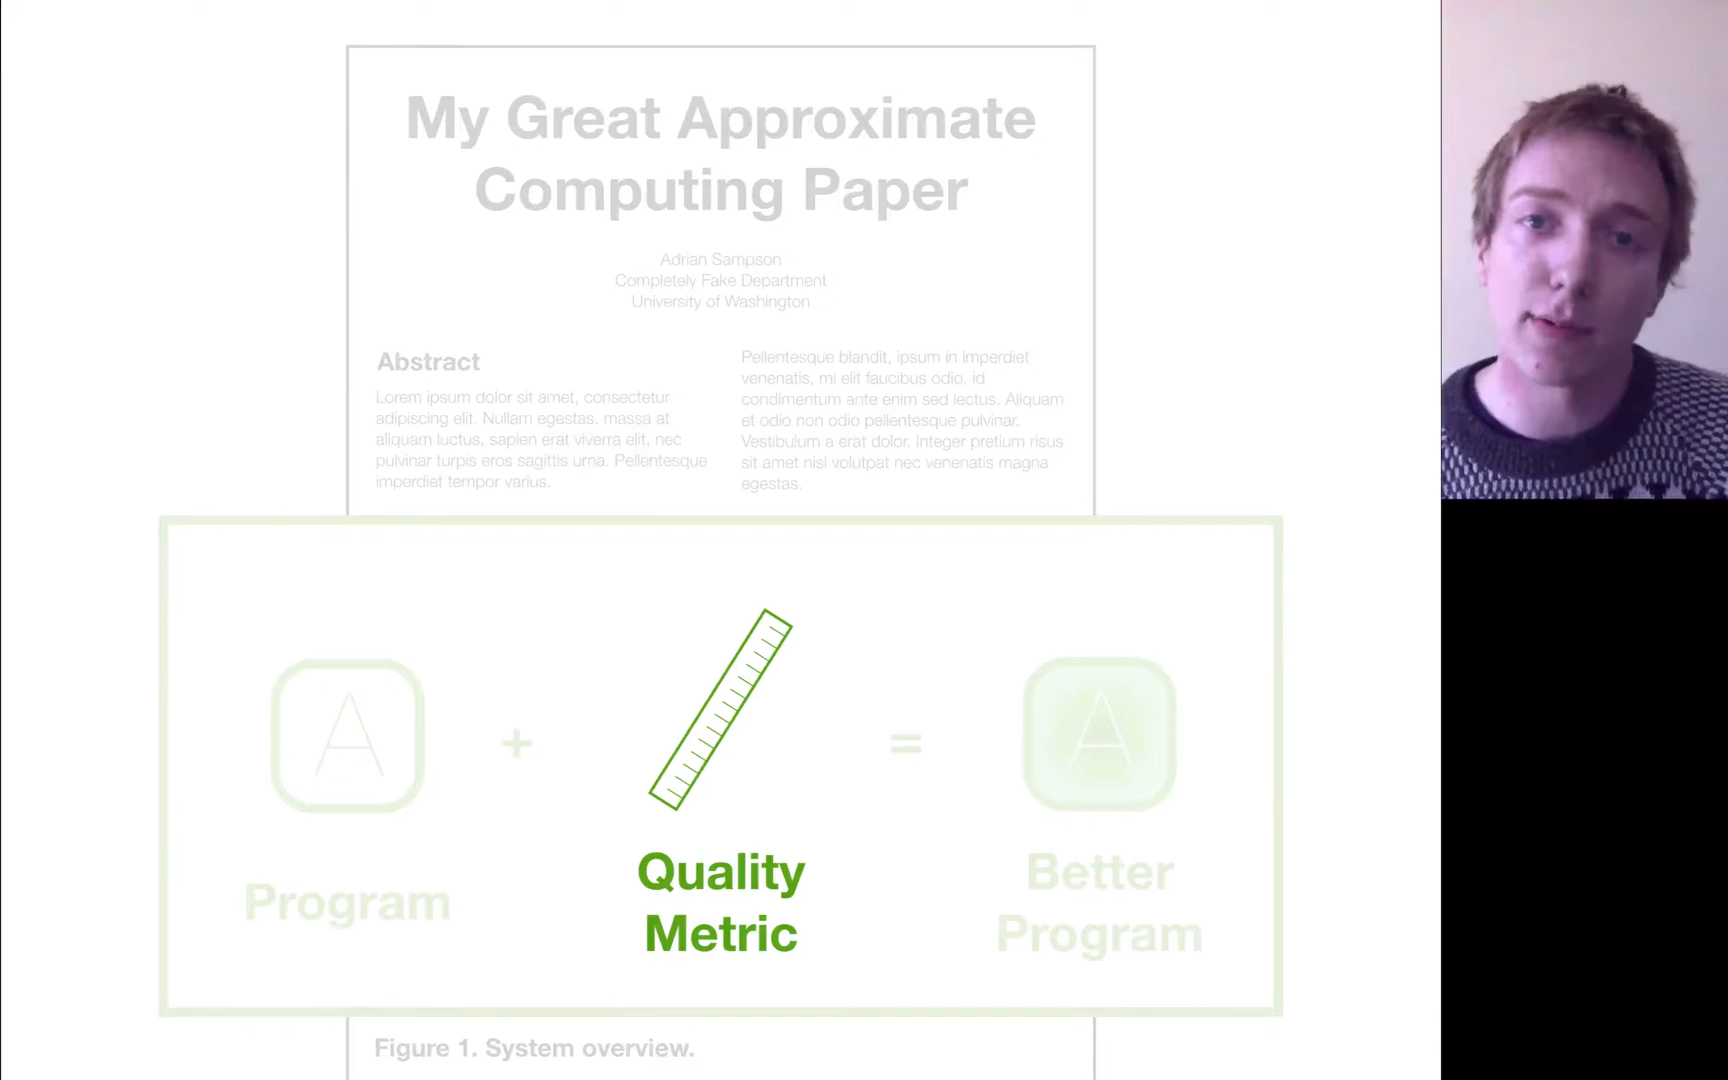 My Great Approximate
Computing Paper
Adrian Sampson
Completely Fake Department
University of Washington
Abstract
Lorem ipsum dolor sit amet, consectetur
adipiscing elit. Nullam egestas, massa at
aliquam luctus, sapien erat viverra elit, nec
pulvinar turpis eros sagittis urna. Pellentesque
imperdiet tempor varius.
Pellentesque blandit, ipsum in imperdiet
venenatis, mi elit faucibus odio, id
condimentum ante enim sed lectus. Aliquam
et odio non odio pellentesque pulvinar.
Vestibulum a erat dolor. Integer pretium risus
sit amet nisl volutpat nec venenatis magna
egestas.
A
+
=
A
Program
Quality
Metric
Better
Program
Figure 1. System overview.